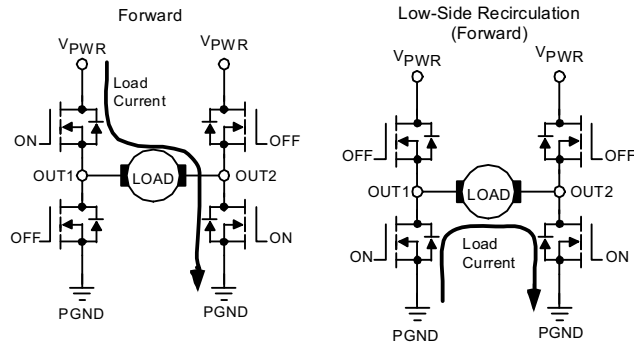 Forward
VPWR
VPWR
Load
Current
ON
OFF
OUT1
LOAD
OUT2
OFF
ON
PGND
PGND
Low-Side Recirculation
(Forward)
VPWR
VPWR
OFF
OFF
OUT1
LOAD
OUT2
ON
Load
Current
ON
PGND
PGND